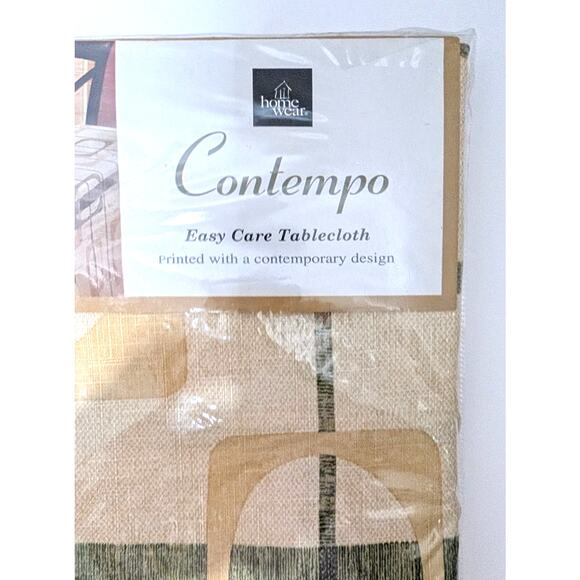 home
wear®
Contempo
Easy Care Tablecloth
Printed with a contemporary design